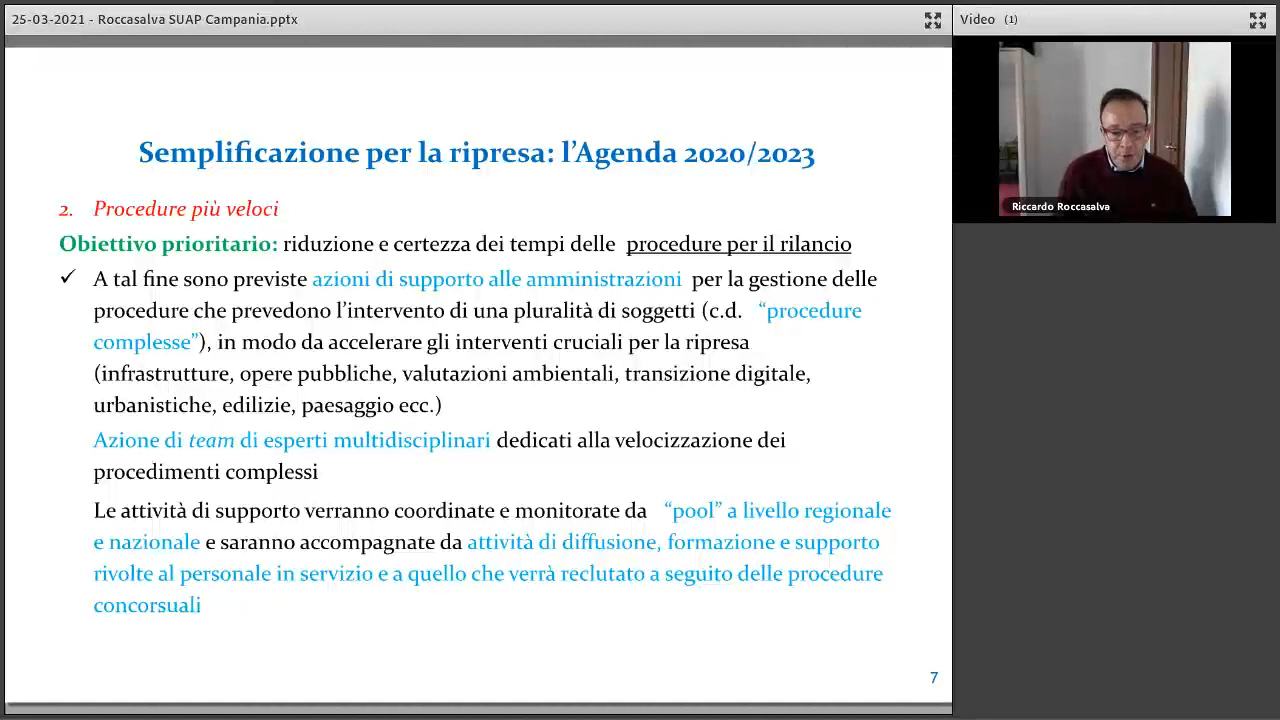 25-03-2021 - Roccasalva SUAP Campania.pptx
Video (1)
Riccardo Roccasalva
Semplificazione per la ripresa: l’Agenda 2020/2023
2. Procedure più veloci
Obiettivo prioritario: riduzione e certezza dei tempi delle procedure per il rilancio
✓ A tal fine sono previste azioni di supporto alle amministrazioni per la gestione delle
procedure che prevedono l’intervento di una pluralità di soggetti (c.d. “procedure
complesse”), in modo da accelerare gli interventi cruciali per la ripresa
(infrastrutture, opere pubbliche, valutazioni ambientali, transizione digitale,
urbanistiche, edilizie, paesaggio ecc.)
Azione di team di esperti multidisciplinari dedicati alla velocizzazione dei
procedimenti complessi
Le attività di supporto verranno coordinate e monitorate da “pool” a livello regionale
e nazionale e saranno accompagnate da attività di diffusione, formazione e supporto
rivolte al personale in servizio e a quello che verrà reclutato a seguito delle procedure
concorsuali
7